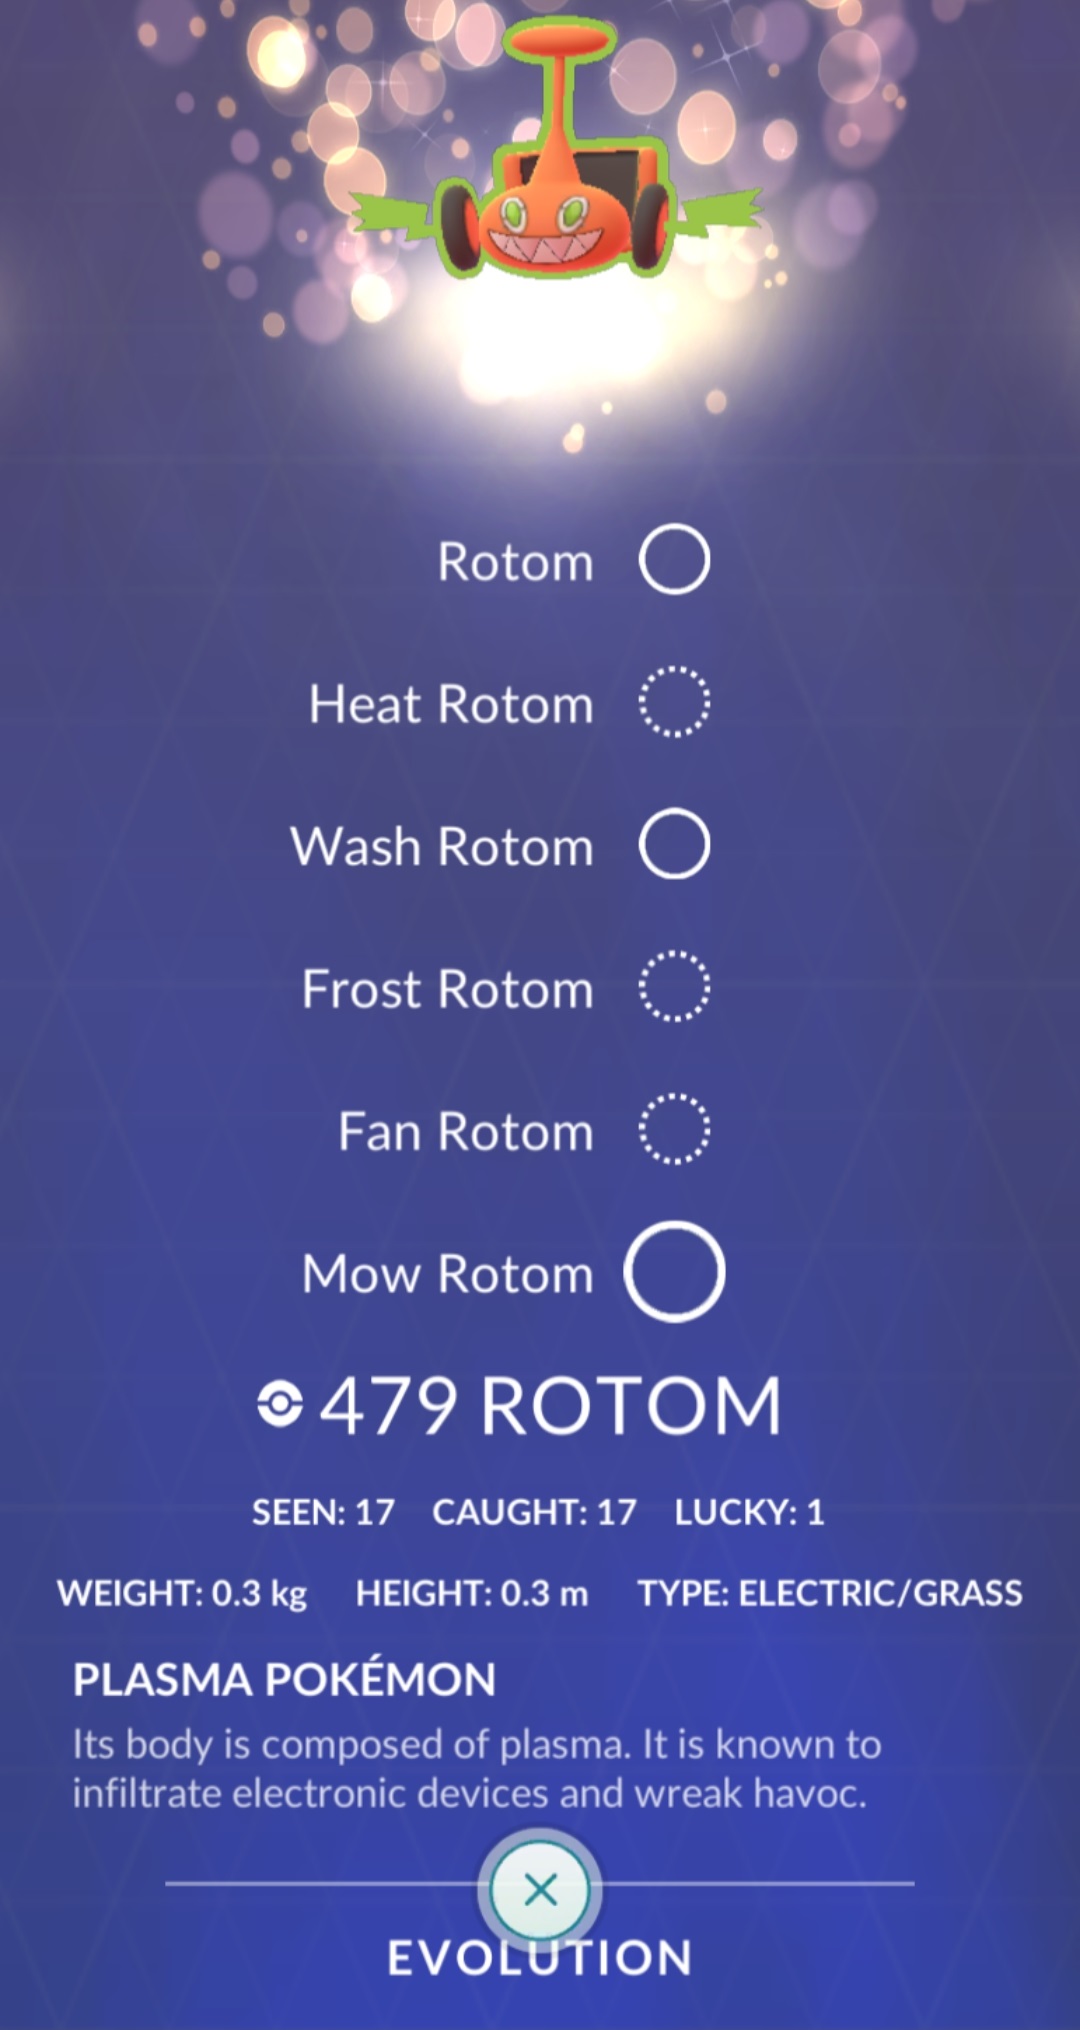 Rotom
Heat Rotom
Wash Rotom
Frost Rotom
Fan Rotom
Mow Rotom
479 ROTOM
SEEN: 17 CAUGHT: 17 LUCKY: 1
WEIGHT: 0.3 kg HEIGHT: 0.3 m TYPE: ELECTRIC/GRASS
PLASMA POKÉMON
Its body is composed of plasma. It is known to
infiltrate electronic devices and wreak havoc.
EVOLUTION